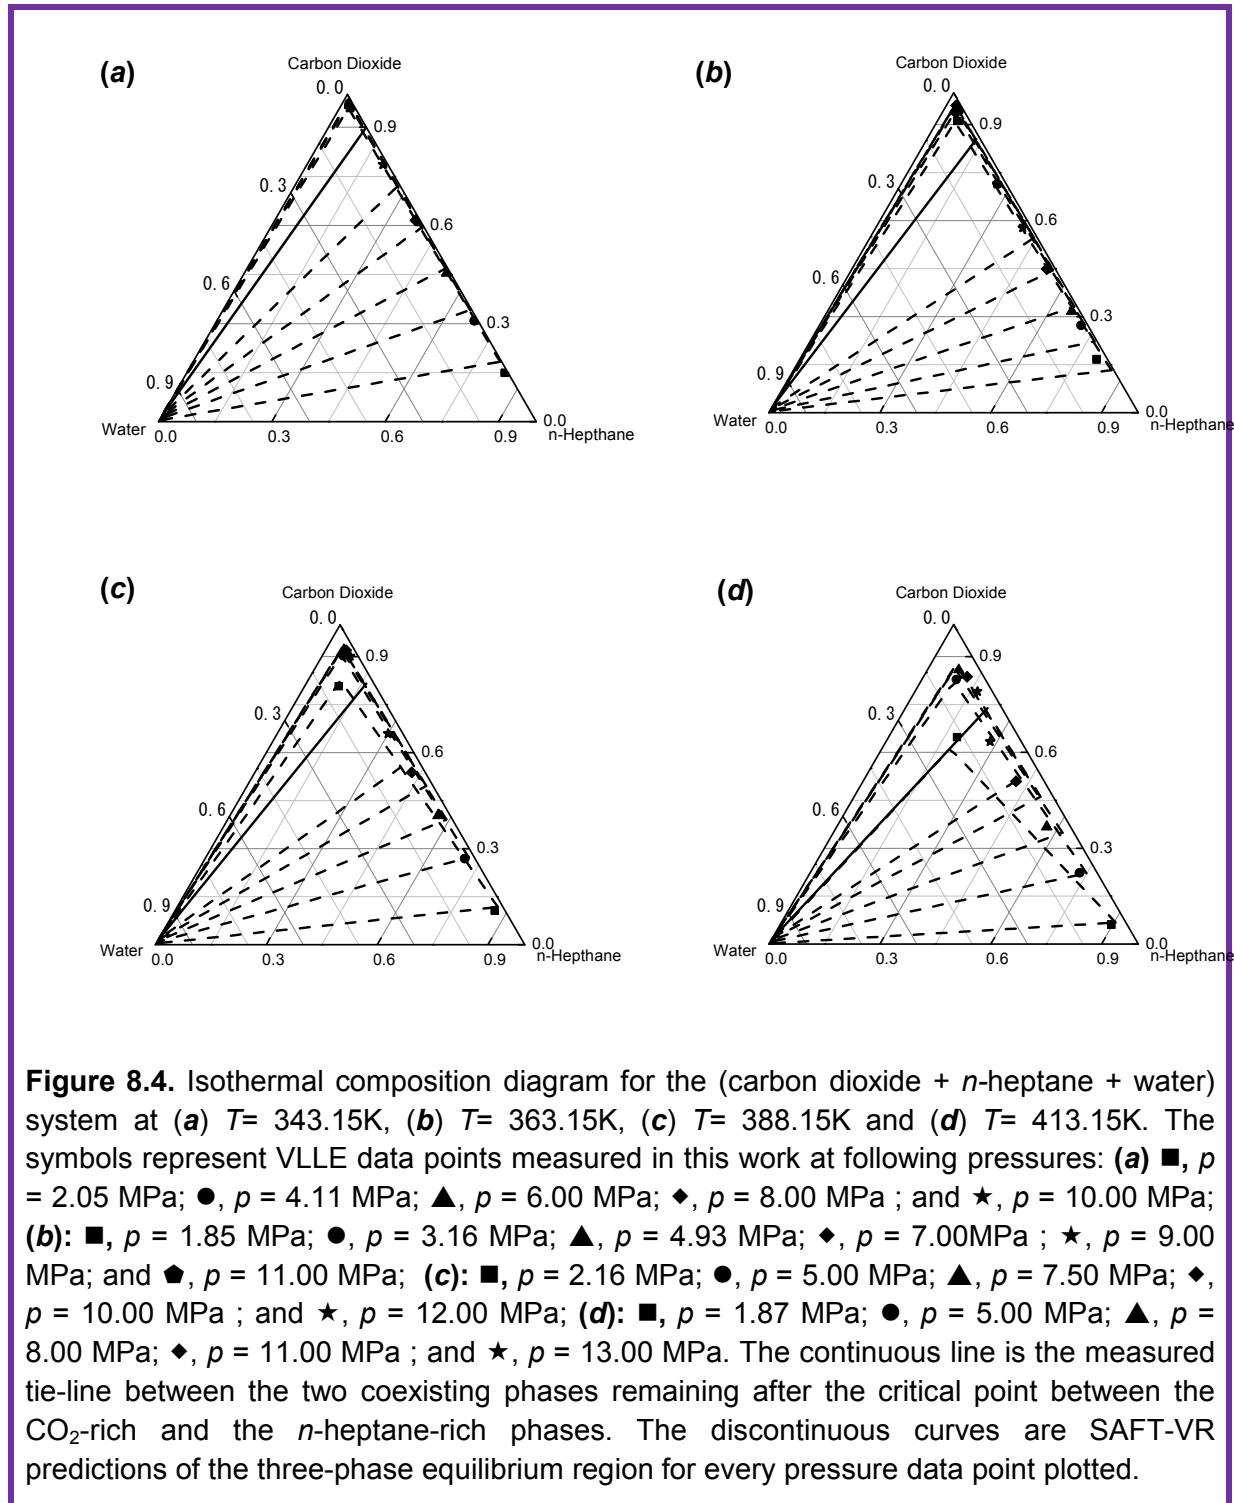 (a)
Carbon Dioxide
0. 0
0.9
0.3
0.6
0.6
0.3
0. 9
0.0
Water
0.0
0.3
0.6
0.9
n-Hepthane
(b)
Carbon Dioxide
0.0
0.9
0.3
0.6
0.6
0.3
0.9
0.0
Water
0.0
0.3
0.6
0.9
n-Hepthane
(c)
Carbon Dioxide
0. 0
0.9
0.3
0.6
0. 6
0.3
0. 9
0.0
Water
0.0
0.3
0.6
0.9
n-Hepthane
(d)
Carbon Dioxide
0. 0
0.9
0. 3
0.6
0. 6
0.3
0. 9
0.0
Water
0.0
0.3
0.6
0.9
n-Hepthane
Figure 8.4. Isothermal composition diagram for the (carbon dioxide + n-heptane + water)
system at (a) T= 343.15K, (b) T= 363.15K, (c) T= 388.15K and (d) T= 413.15K. The
symbols represent VLLE data points measured in this work at following pressures: (a) ■, p
= 2.05 MPa; ●, p = 4.11 MPa; ▲, p = 6.00 MPa; ◆, p = 8.00 MPa ; and ★, p = 10.00 MPa;
(b): ■, p = 1.85 MPa; ●, p = 3.16 MPa; ▲, p = 4.93 MPa; ◆, p = 7.00MPa ; ★, p = 9.00
MPa; and ⬟, p = 11.00 MPa; (c): ■, p = 2.16 MPa; ●, p = 5.00 MPa; ▲, p = 7.50 MPa; ◆,
p = 10.00 MPa ; and ★, p = 12.00 MPa; (d): ■, p = 1.87 MPa; ●, p = 5.00 MPa; ▲, p =
8.00 MPa; ◆, p = 11.00 MPa ; and ★, p = 13.00 MPa. The continuous line is the measured
tie-line between the two coexisting phases remaining after the critical point between the
CO₂-rich and the n-heptane-rich phases. The discontinuous curves are SAFT-VR
predictions of the three-phase equilibrium region for every pressure data point plotted.